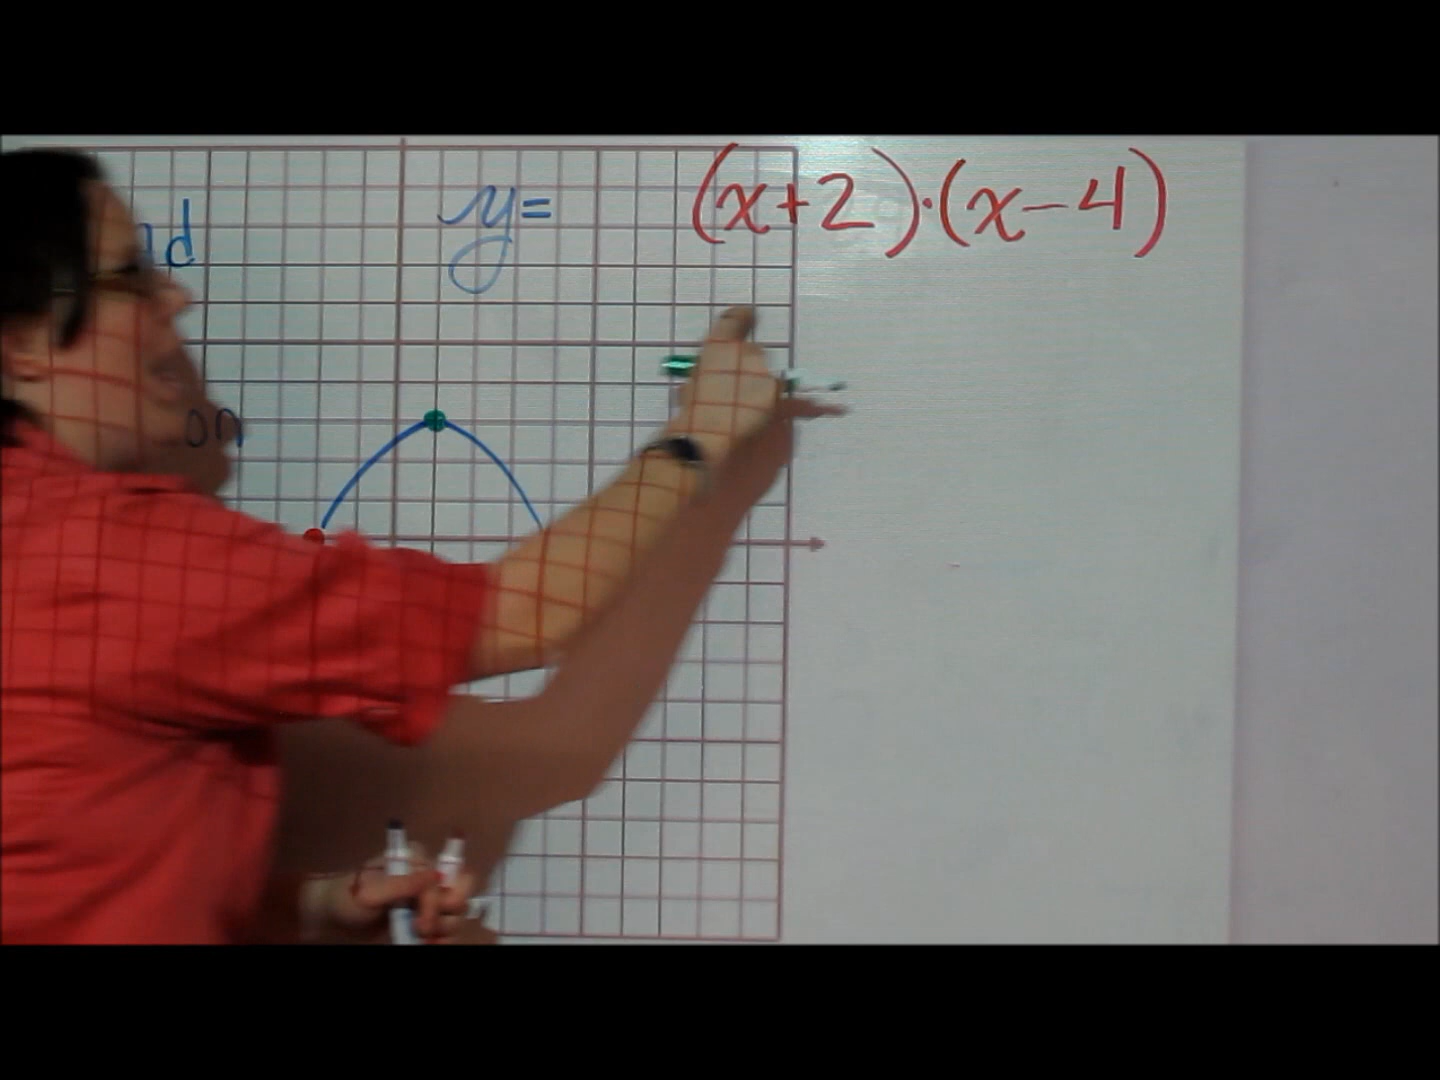 y= (x+2)·(x-4)